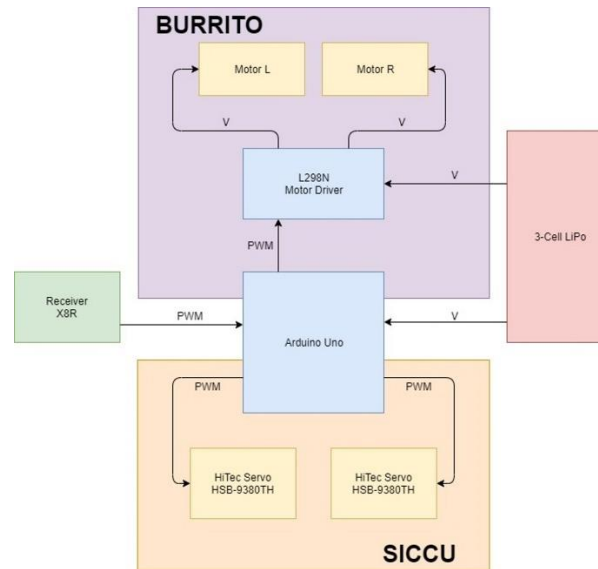 BURRITO
Motor L
Motor R
V
V
L298N
Motor Driver
V
3-Cell LiPo
PWM
Receiver
X8R
PWM
Arduino Uno
V
PWM
PWM
HiTec Servo
HSB-9380TH
HiTec Servo
HSB-9380TH
SICCU